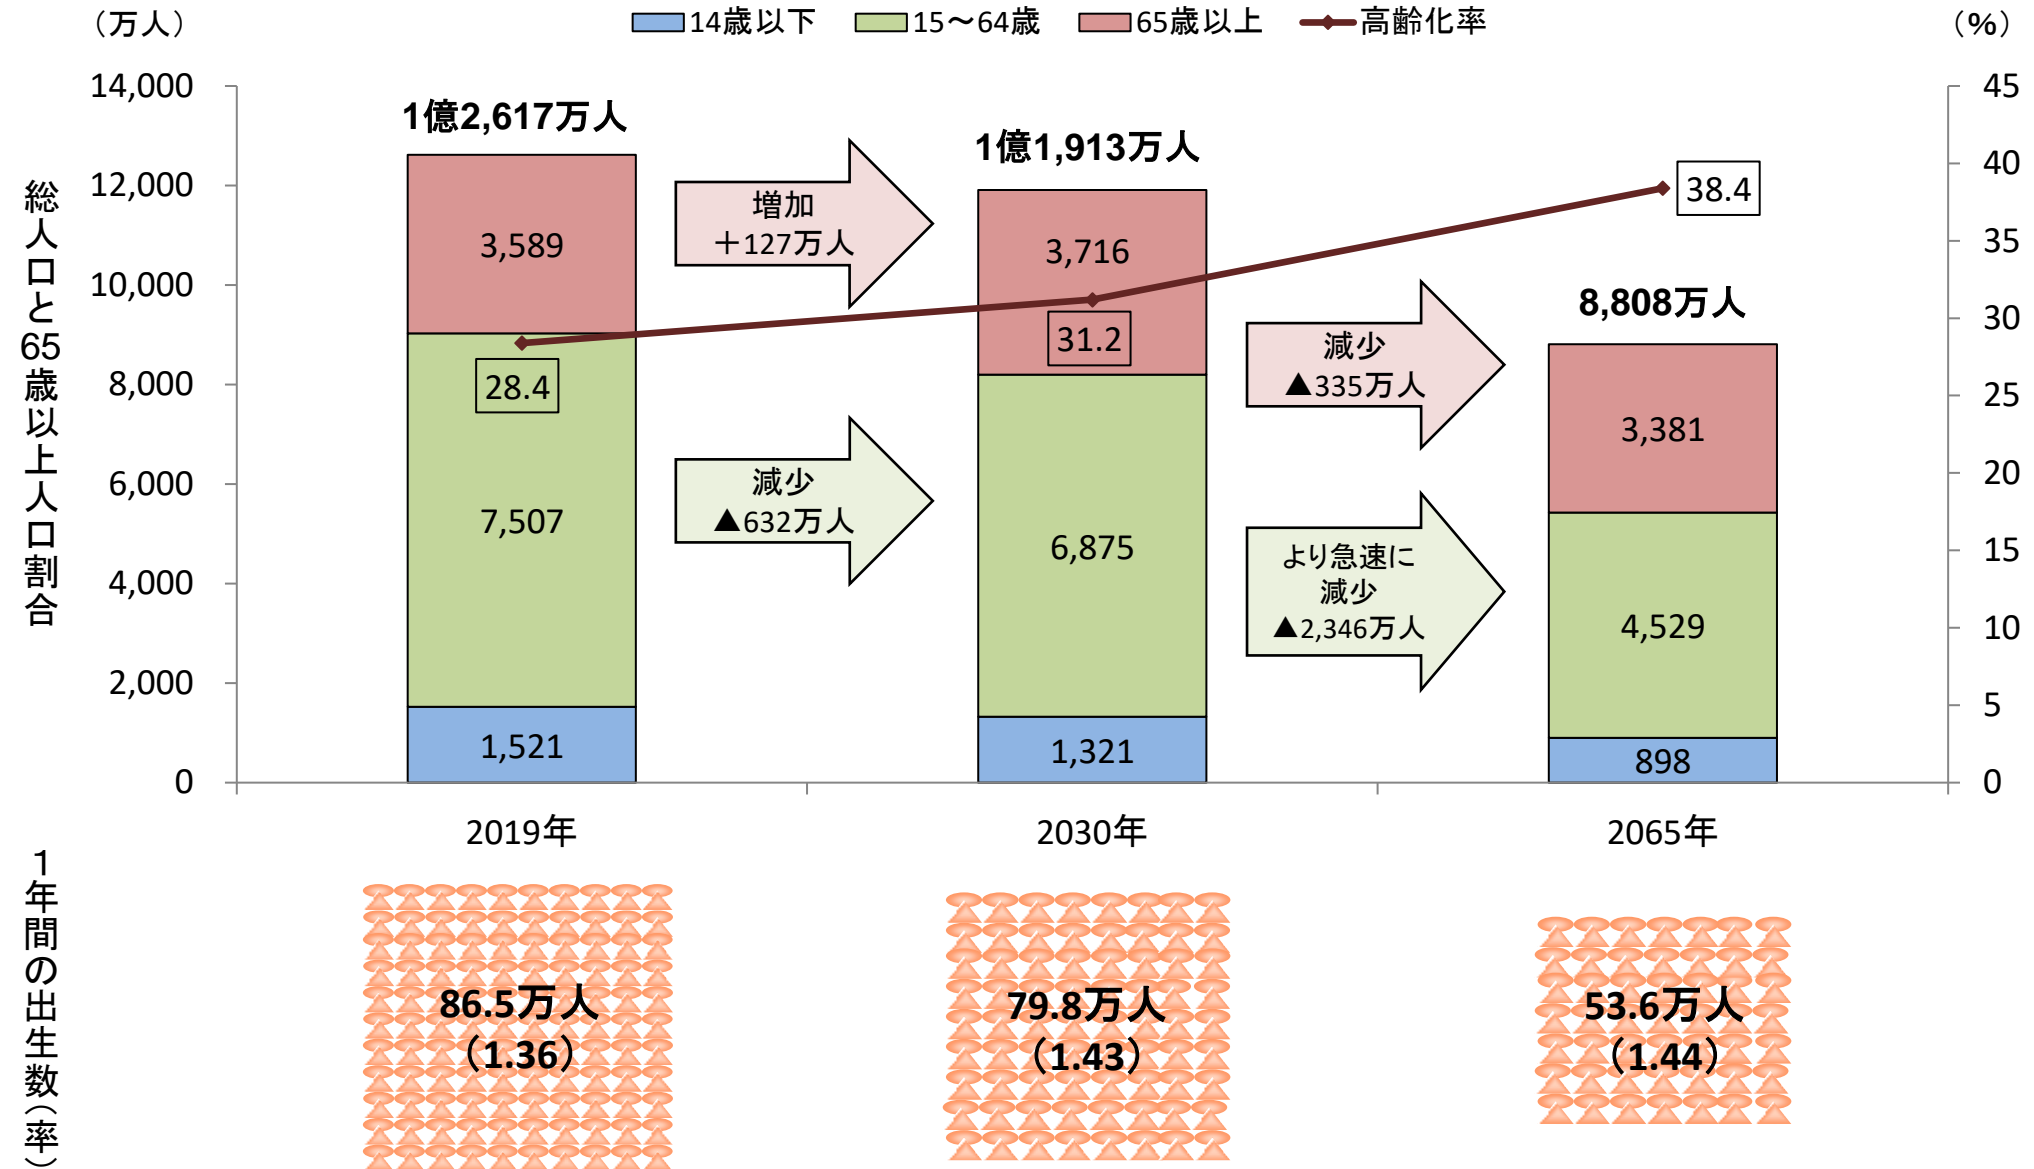 （万人）
14歳以下 15～64歳 65歳以上 高齢化率
（%）
総人口と65歳以上人口割合
14,000
12,000
10,000
8,000
6,000
4,000
2,000
0
45
40
35
30
25
20
15
10
5
0
1億2,617万人
3,589
28.4
7,507
1,521
増加
＋127万人
減少
▲632万人
1億1,913万人
3,716
31.2
6,875
1,321
減少
▲335万人
より急速に
減少
▲2,346万人
38.4
8,808万人
3,381
4,529
898
2019年 2030年 2065年
１年間の出生数（率）
86.5万人
（1.36）
79.8万人
（1.43）
53.6万人
（1.44）